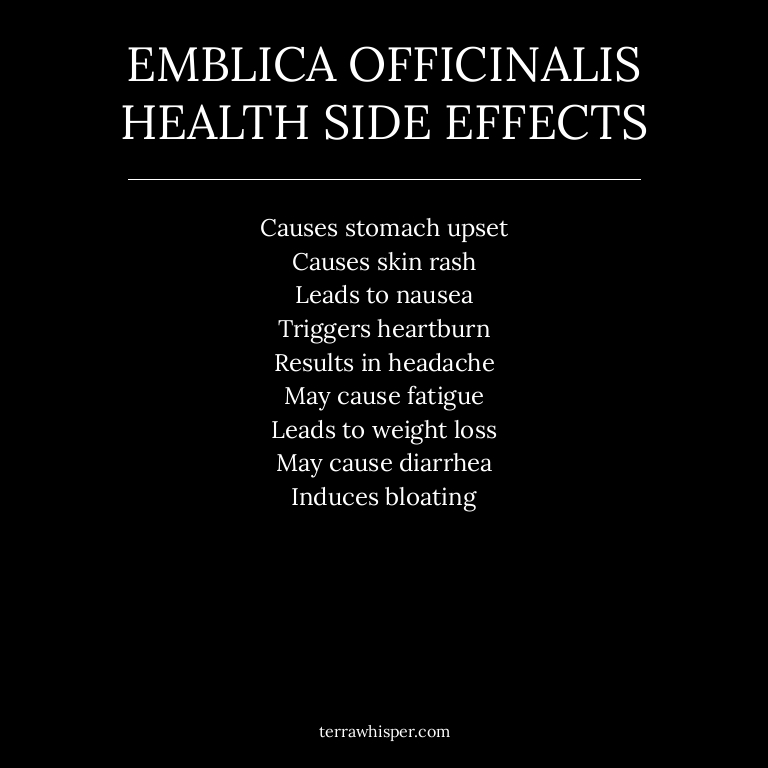 EMBLICA OFFICINALIS
HEALTH SIDE EFFECTS
Causes stomach upset
Causes skin rash
Leads to nausea
Triggers heartburn
Results in headache
May cause fatigue
Leads to weight loss
May cause diarrhea
Induces bloating
terrawhisper.com